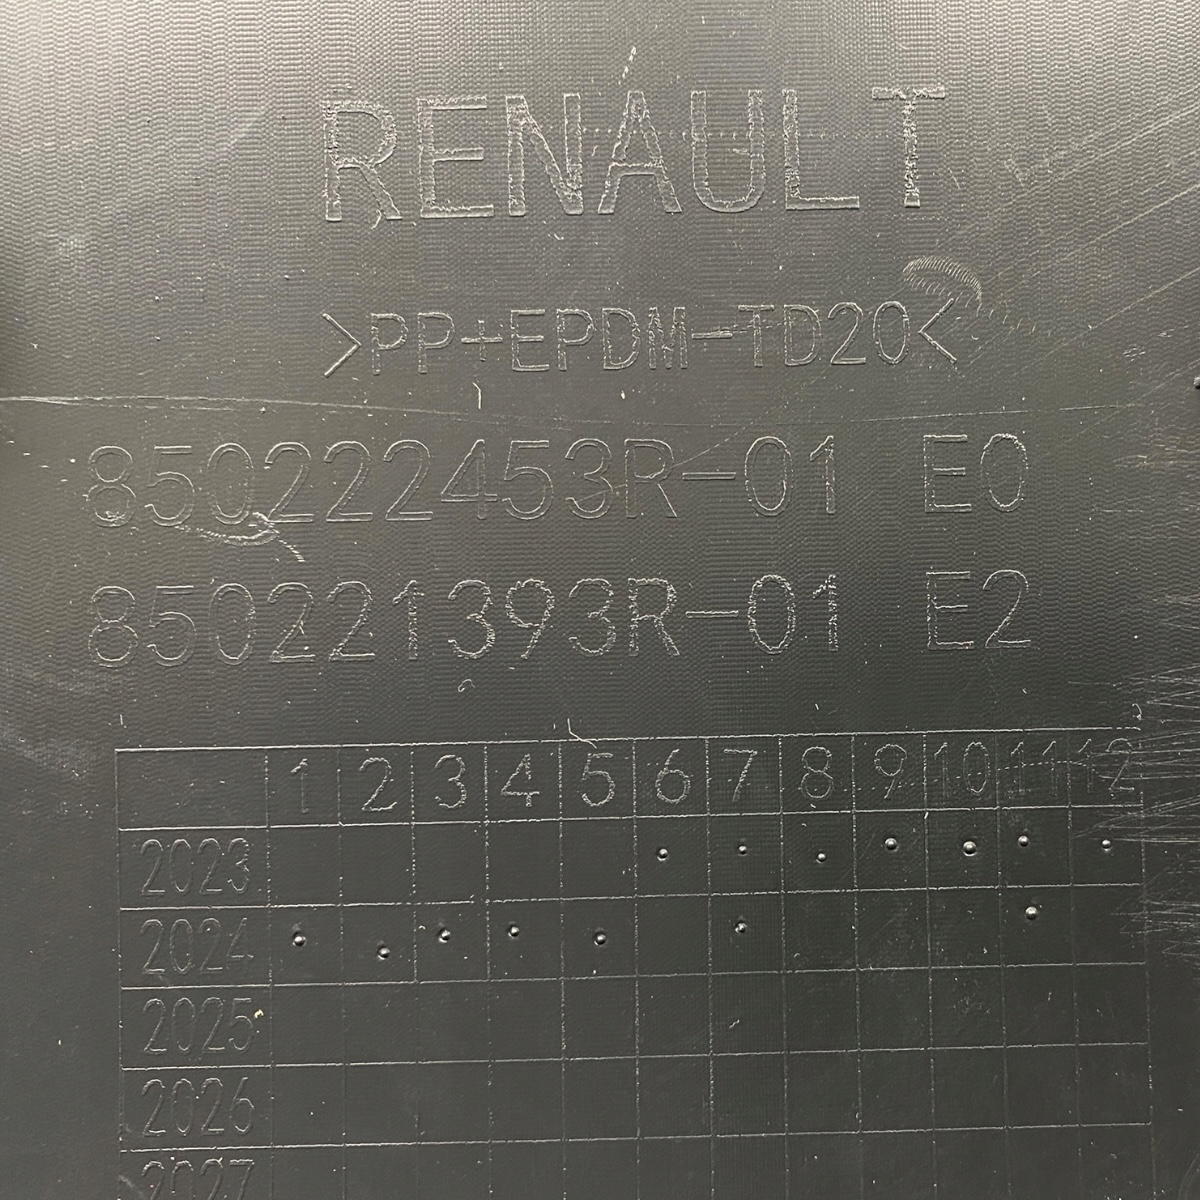 RENAULT
>PP+EPDM-TD20<
850222453R-01 E0
850221393R-01 E2
1 2 3 4 5 6 7 8 9 10 11 12
2023
2024
2025
2026
2027